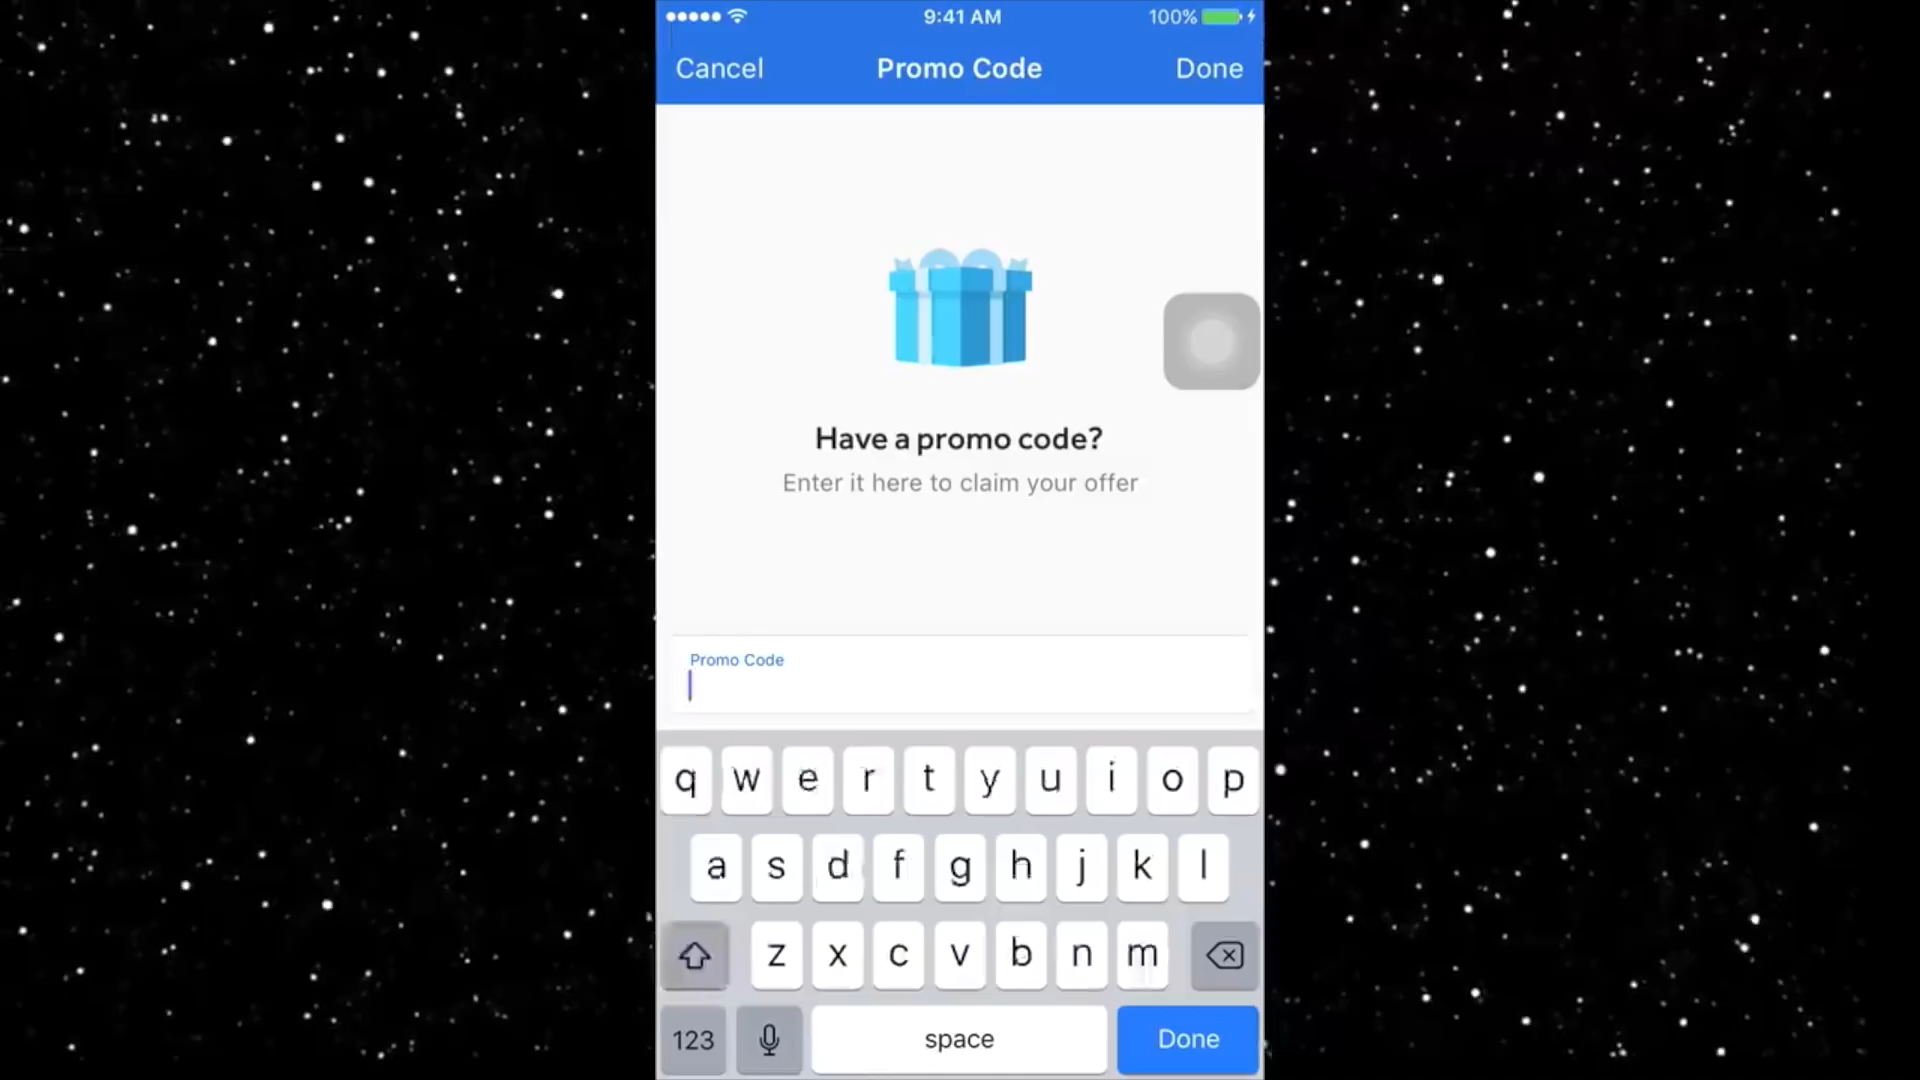 9:41 AM 100%
Cancel Promo Code Done
Have a promo code?
Enter it here to claim your offer
Promo Code
q w e r t y u i o p
a s d f g h j k l
z x c v b n m
123 space Done